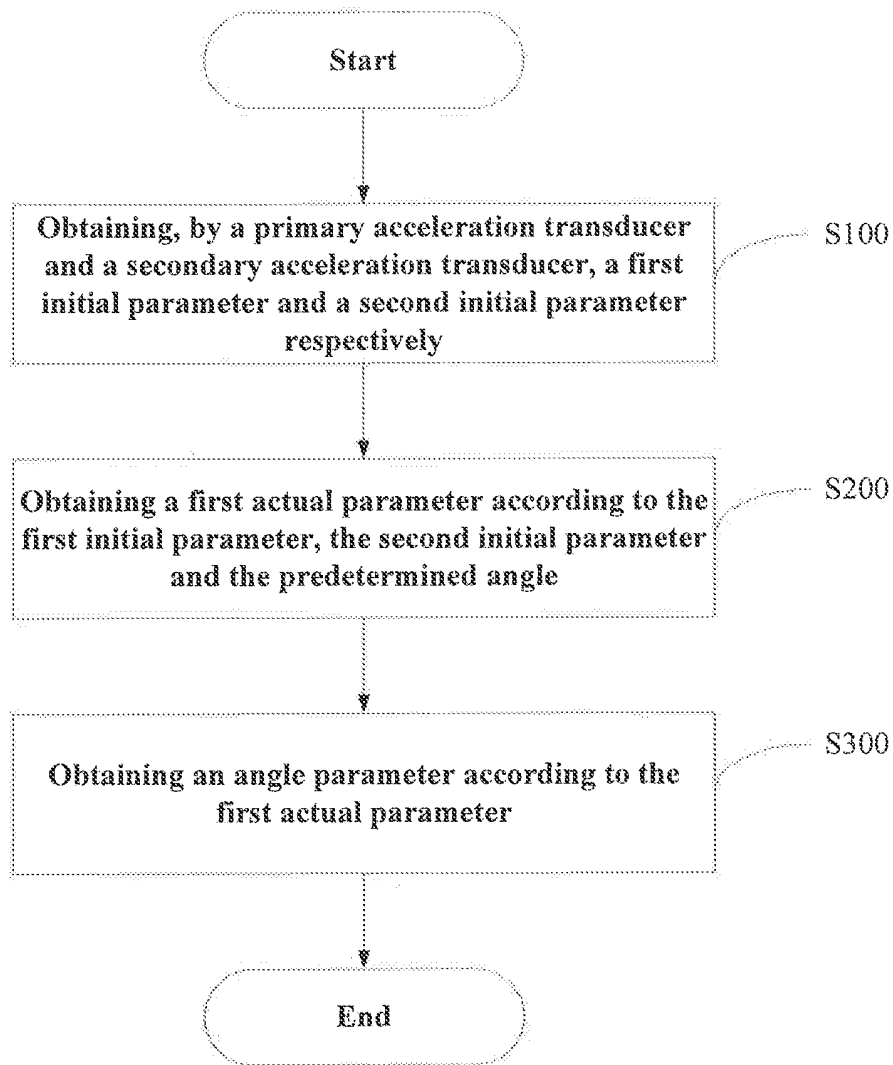 Start
Obtaining, by a primary acceleration transducer
and a secondary acceleration transducer, a first
initial parameter and a second initial parameter
respectively
S100
Obtaining a first actual parameter according to the
first initial parameter, the second initial parameter
and the predetermined angle
S200
Obtaining an angle parameter according to the
first actual parameter
S300
End